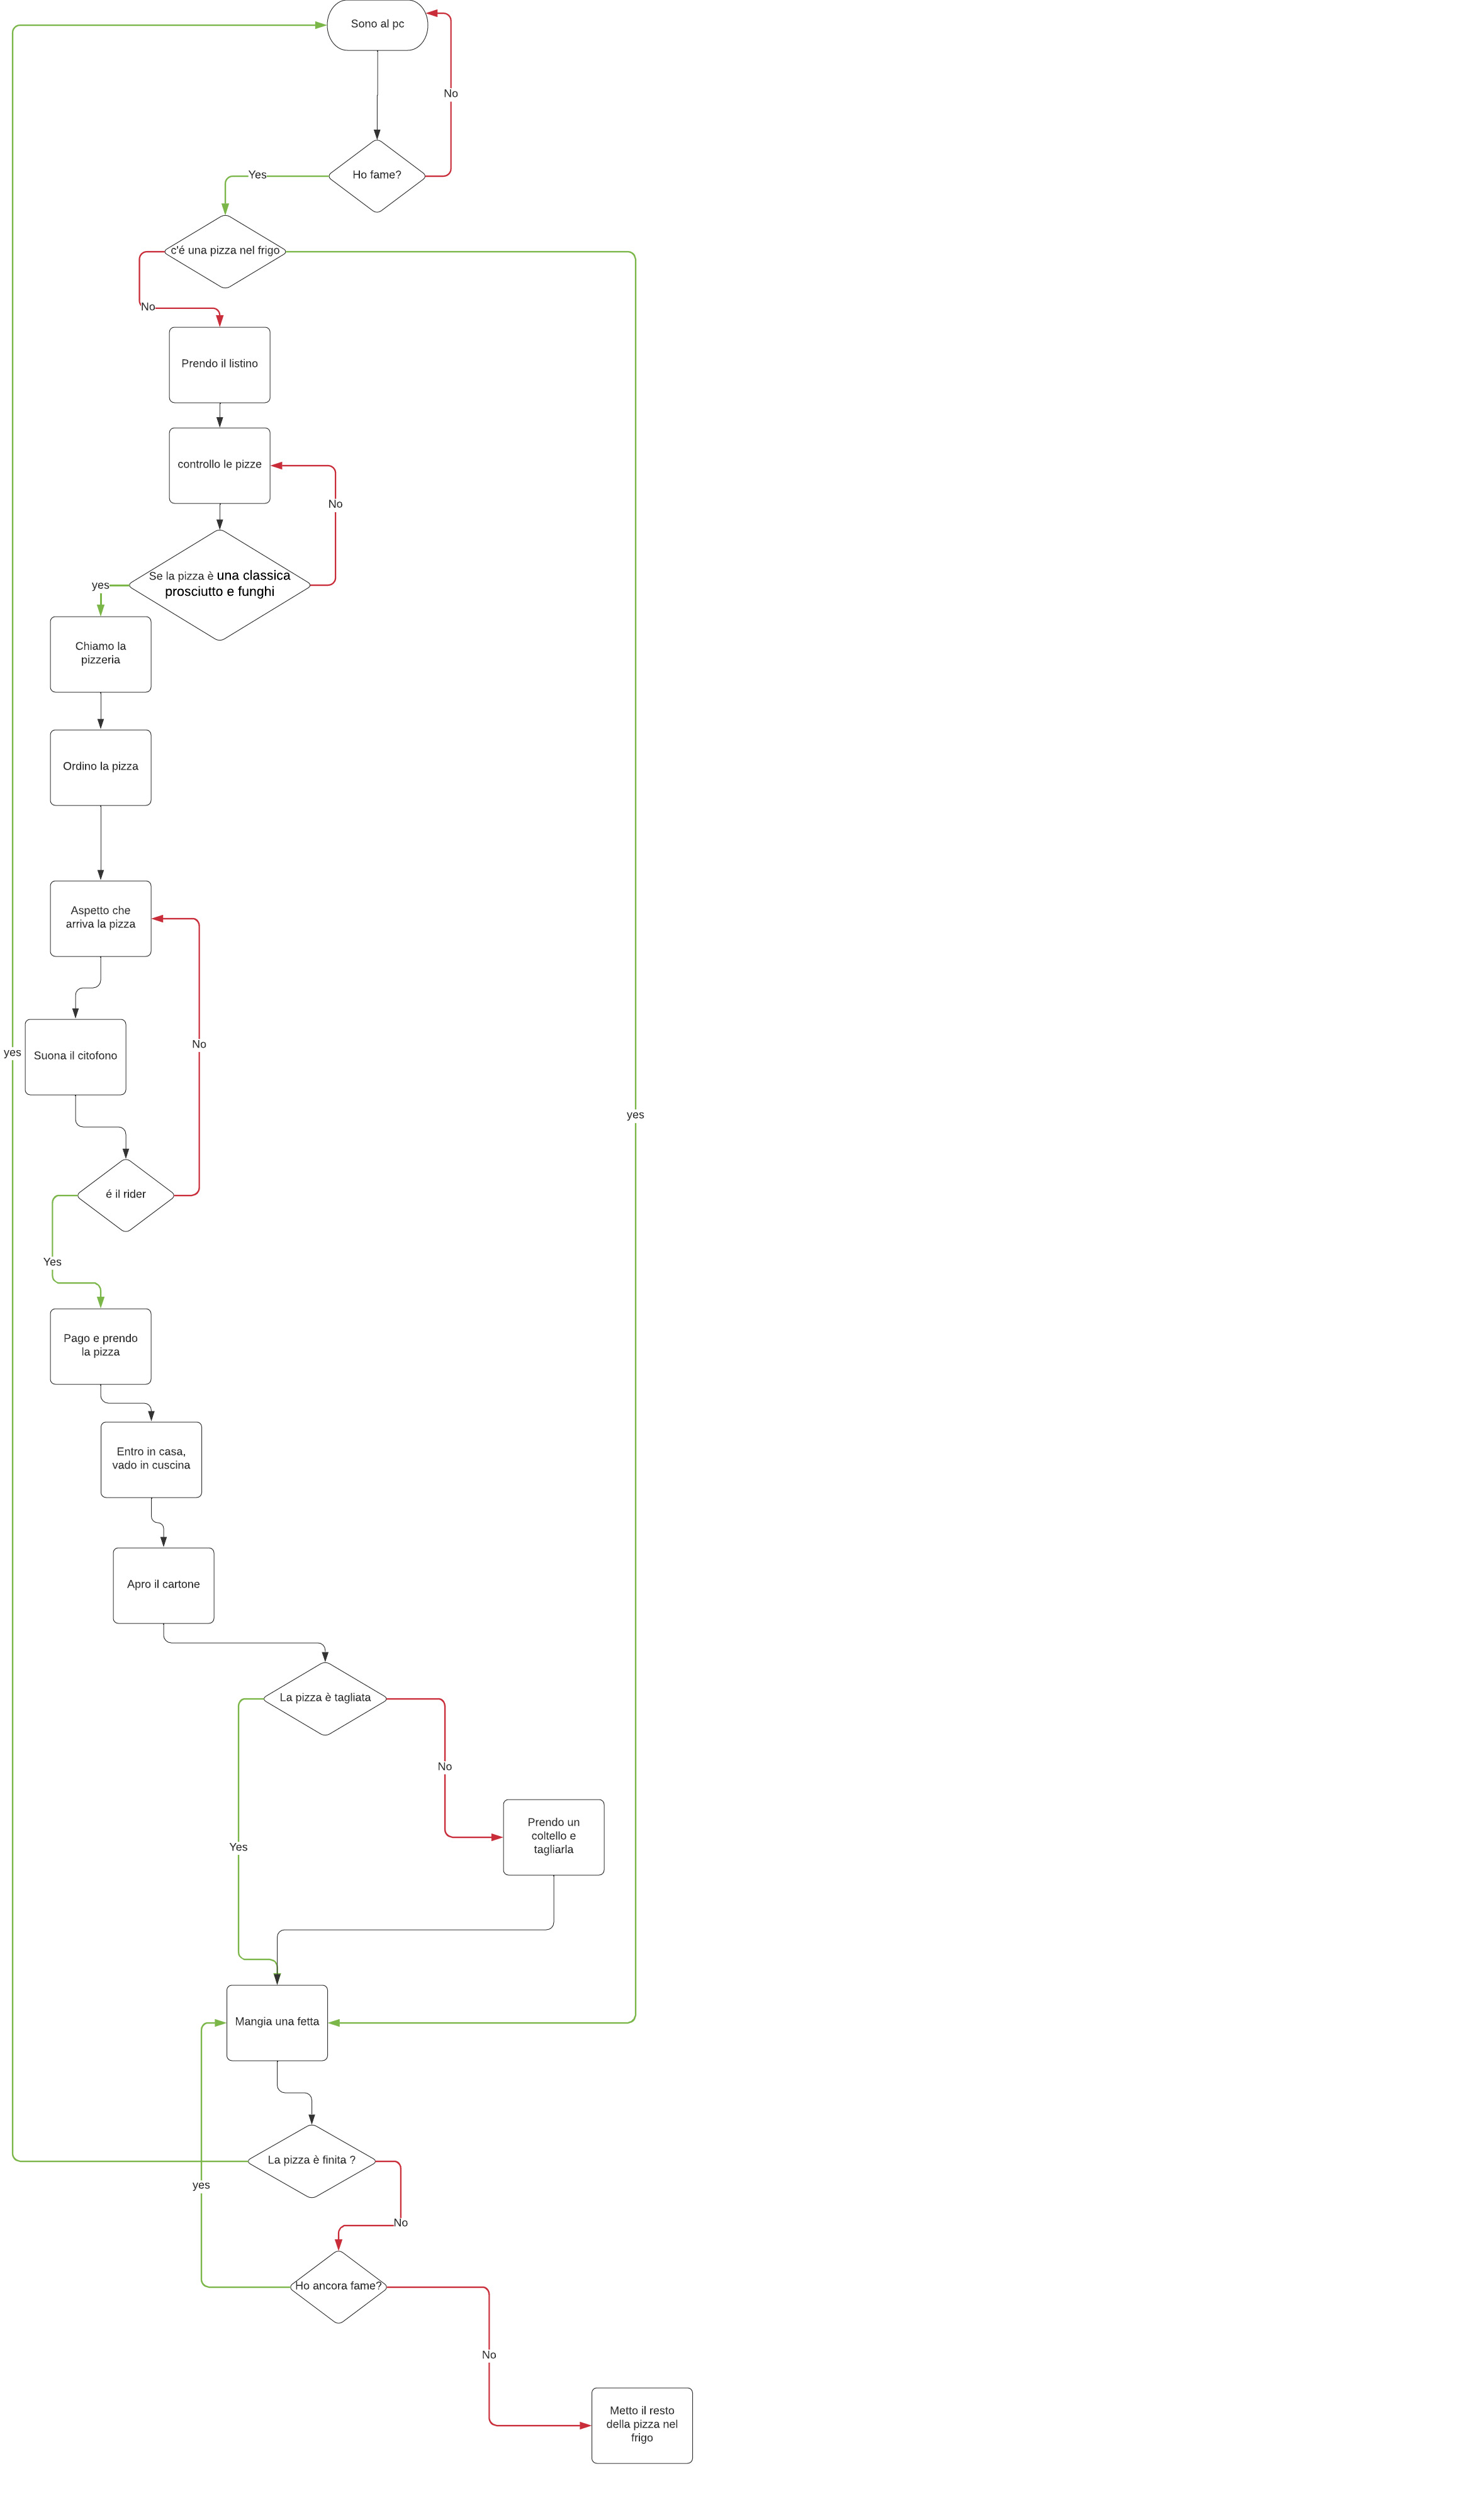 Sono al pc
No
Ho fame?
Yes
c'é una pizza nel frigo
No
Prendo il listino
controllo le pizze
No
Se la pizza è una classica
prosciutto e funghi
yes
Chiamo la
pizzeria
Ordino la pizza
Aspetto che
arriva la pizza
No
yes
Suona il citofono
yes
é il rider
Yes
Pago e prendo
la pizza
Entro in casa,
vado in cuscina
Apro il cartone
La pizza è tagliata
No
Prendo un
coltello e
tagliarla
Yes
Mangia una fetta
La pizza è finita ?
yes
No
Ho ancora fame?
No
Metto il resto
della pizza nel
frigo